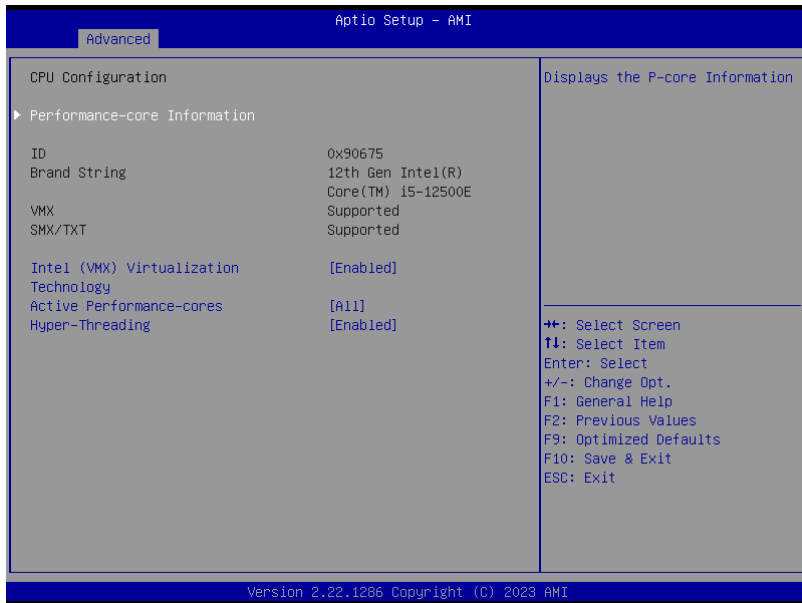 Aptio Setup – AMI
Advanced
CPU Configuration
Performance-core Information
ID 0x90675
Brand String 12th Gen Intel(R)
Core(TM) i5-12500E
VMX Supported
SMX/TXT Supported
Intel (VMX) Virtualization [Enabled]
Technology
Active Performance-cores [All]
Hyper-Threading [Enabled]
Displays the P-core Information
→←: Select Screen
↑↓: Select Item
Enter: Select
+/-: Change Opt.
F1: General Help
F2: Previous Values
F9: Optimized Defaults
F10: Save & Exit
ESC: Exit
Version 2.22.1286 Copyright (C) 2023 AMI